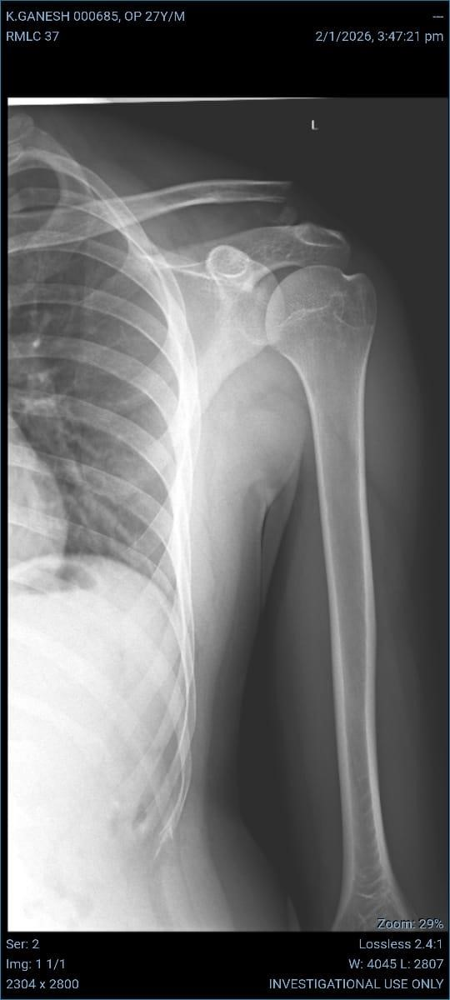 K.GANESH 000685, OP 27Y/M
---
RMLC 37
2/1/2026, 3:47:21 pm
L
Zoom: 29%
Ser: 2
Lossless 2.4:1
Img: 1 1/1
W: 4045 L: 2807
2304 x 2800
INVESTIGATIONAL USE ONLY